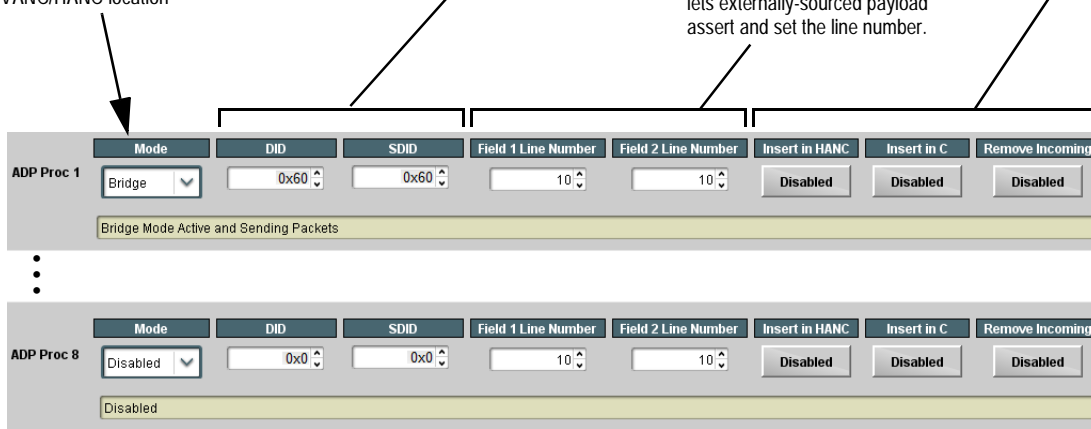 VANC/HANC location
lets externally-sourced payload
assert and set the line number.
Mode DID SDID Field 1 Line Number Field 2 Line Number Insert in HANC Insert in C Remove Incoming
ADP Proc 1 Bridge 0x60 0x60 10 10 Disabled Disabled Disabled
Bridge Mode Active and Sending Packets
Mode DID SDID Field 1 Line Number Field 2 Line Number Insert in HANC Insert in C Remove Incoming
ADP Proc 8 Disabled 0x0 0x0 10 10 Disabled Disabled Disabled
Disabled